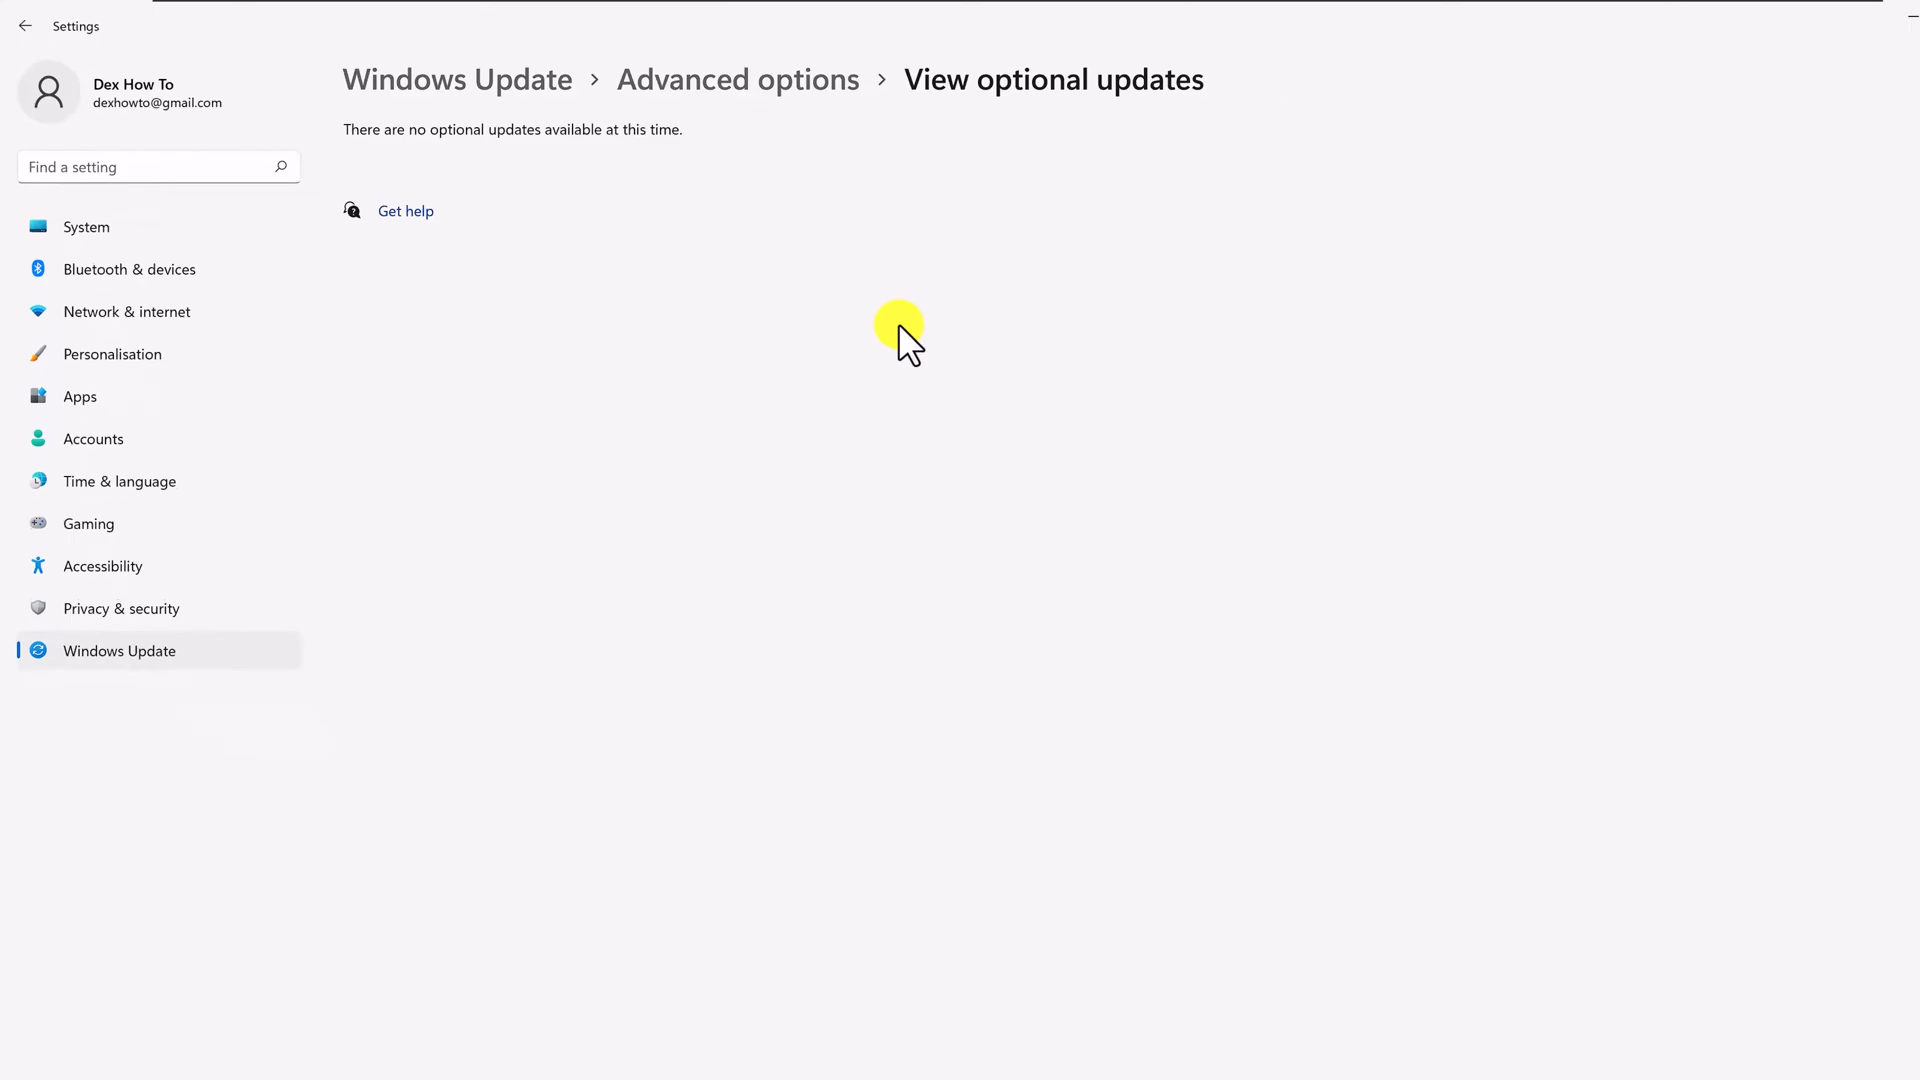 Settings
Dex How To
dexhowto@gmail.com
Find a setting
System
Bluetooth & devices
Network & internet
Personalisation
Apps
Accounts
Time & language
Gaming
Accessibility
Privacy & security
Windows Update
Windows Update > Advanced options > View optional updates
There are no optional updates available at this time.
Get help